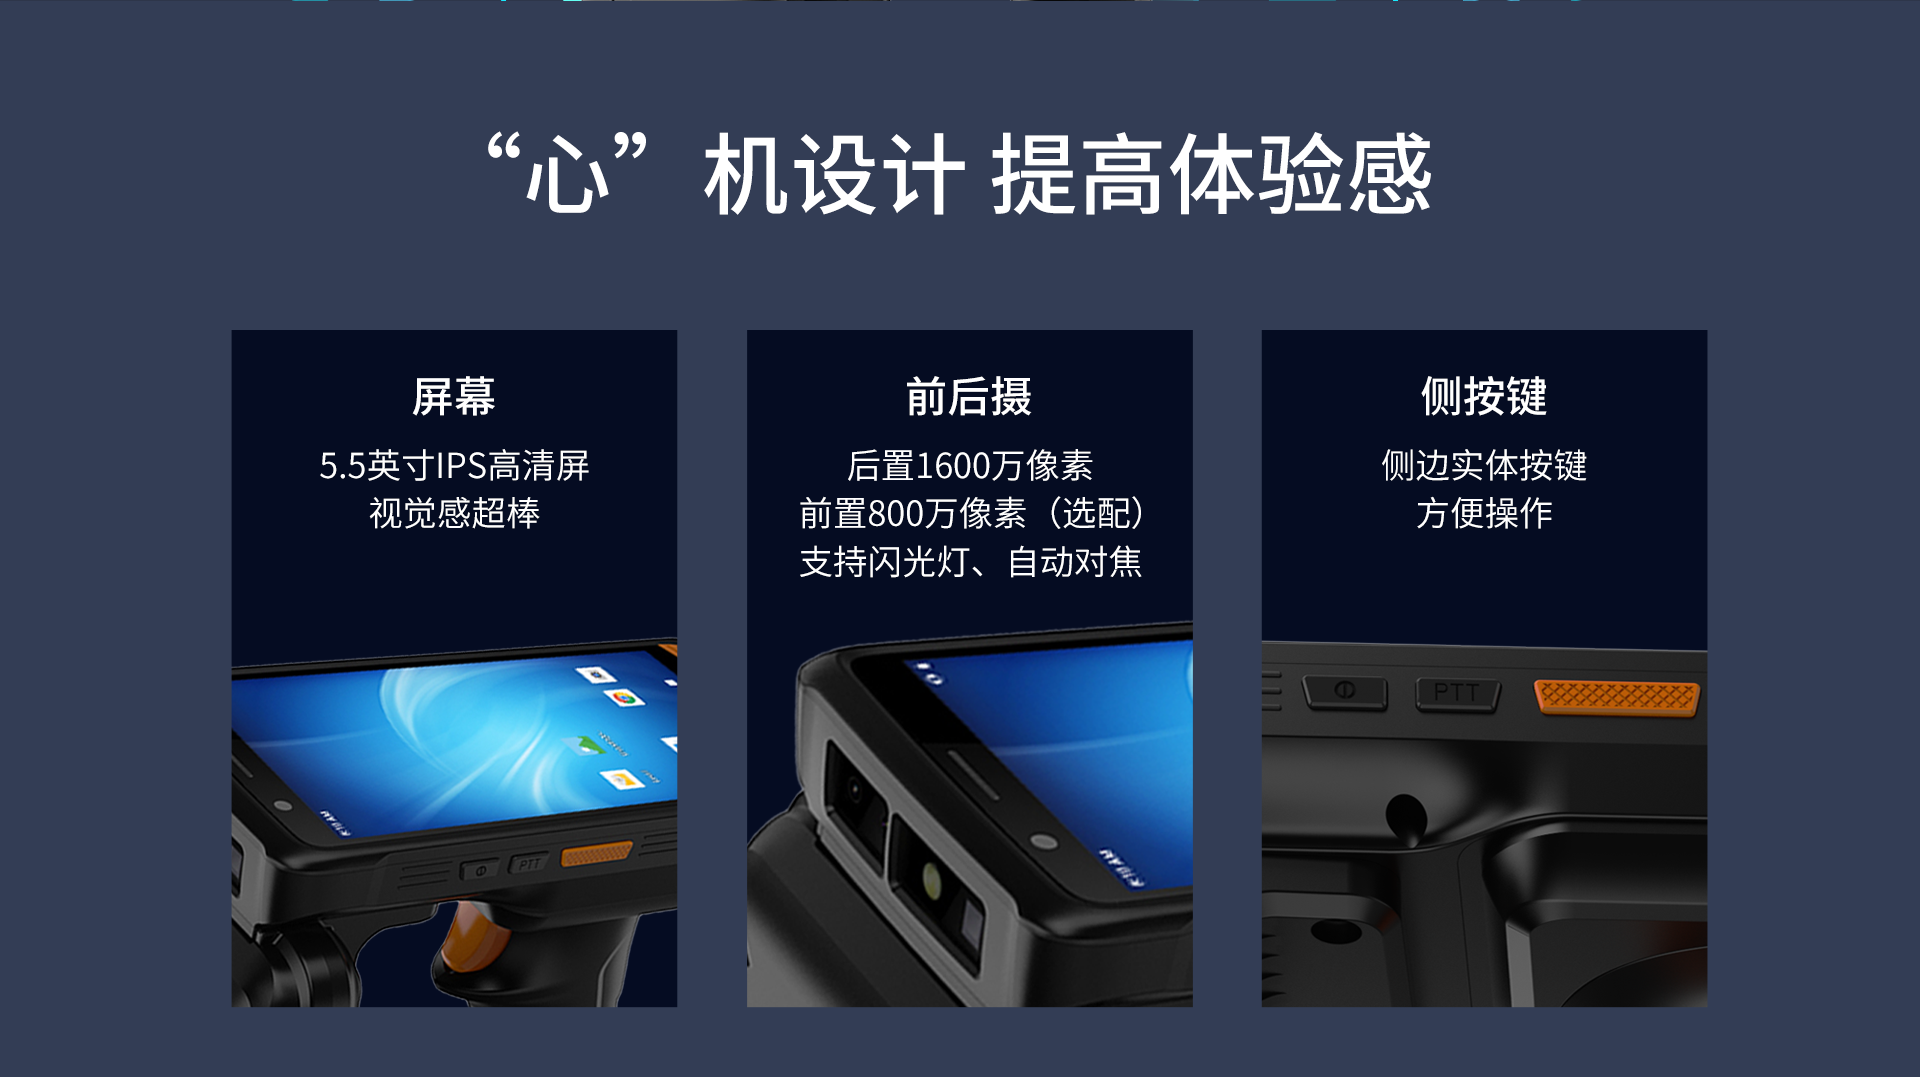 “心”机设计 提高体验感
屏幕
5.5英寸IPS高清屏
视觉感超棒
前后摄
后置1600万像素
前置800万像素（选配）
支持闪光灯、自动对焦
侧按键
侧边实体按键
方便操作
PTT
PTT